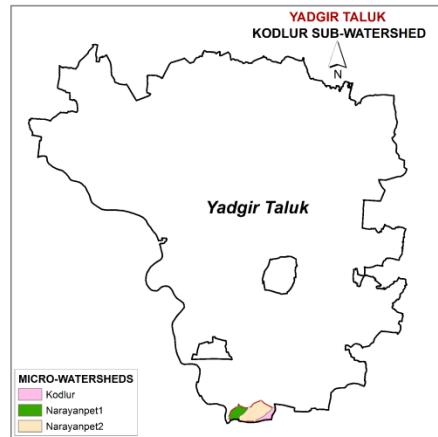 YADGIR TALUK
KODLUR SUB-WATERSHED
N
Yadgir Taluk
MICRO-WATERSHEDS
Kodlur
Narayanpet1
Narayanpet2